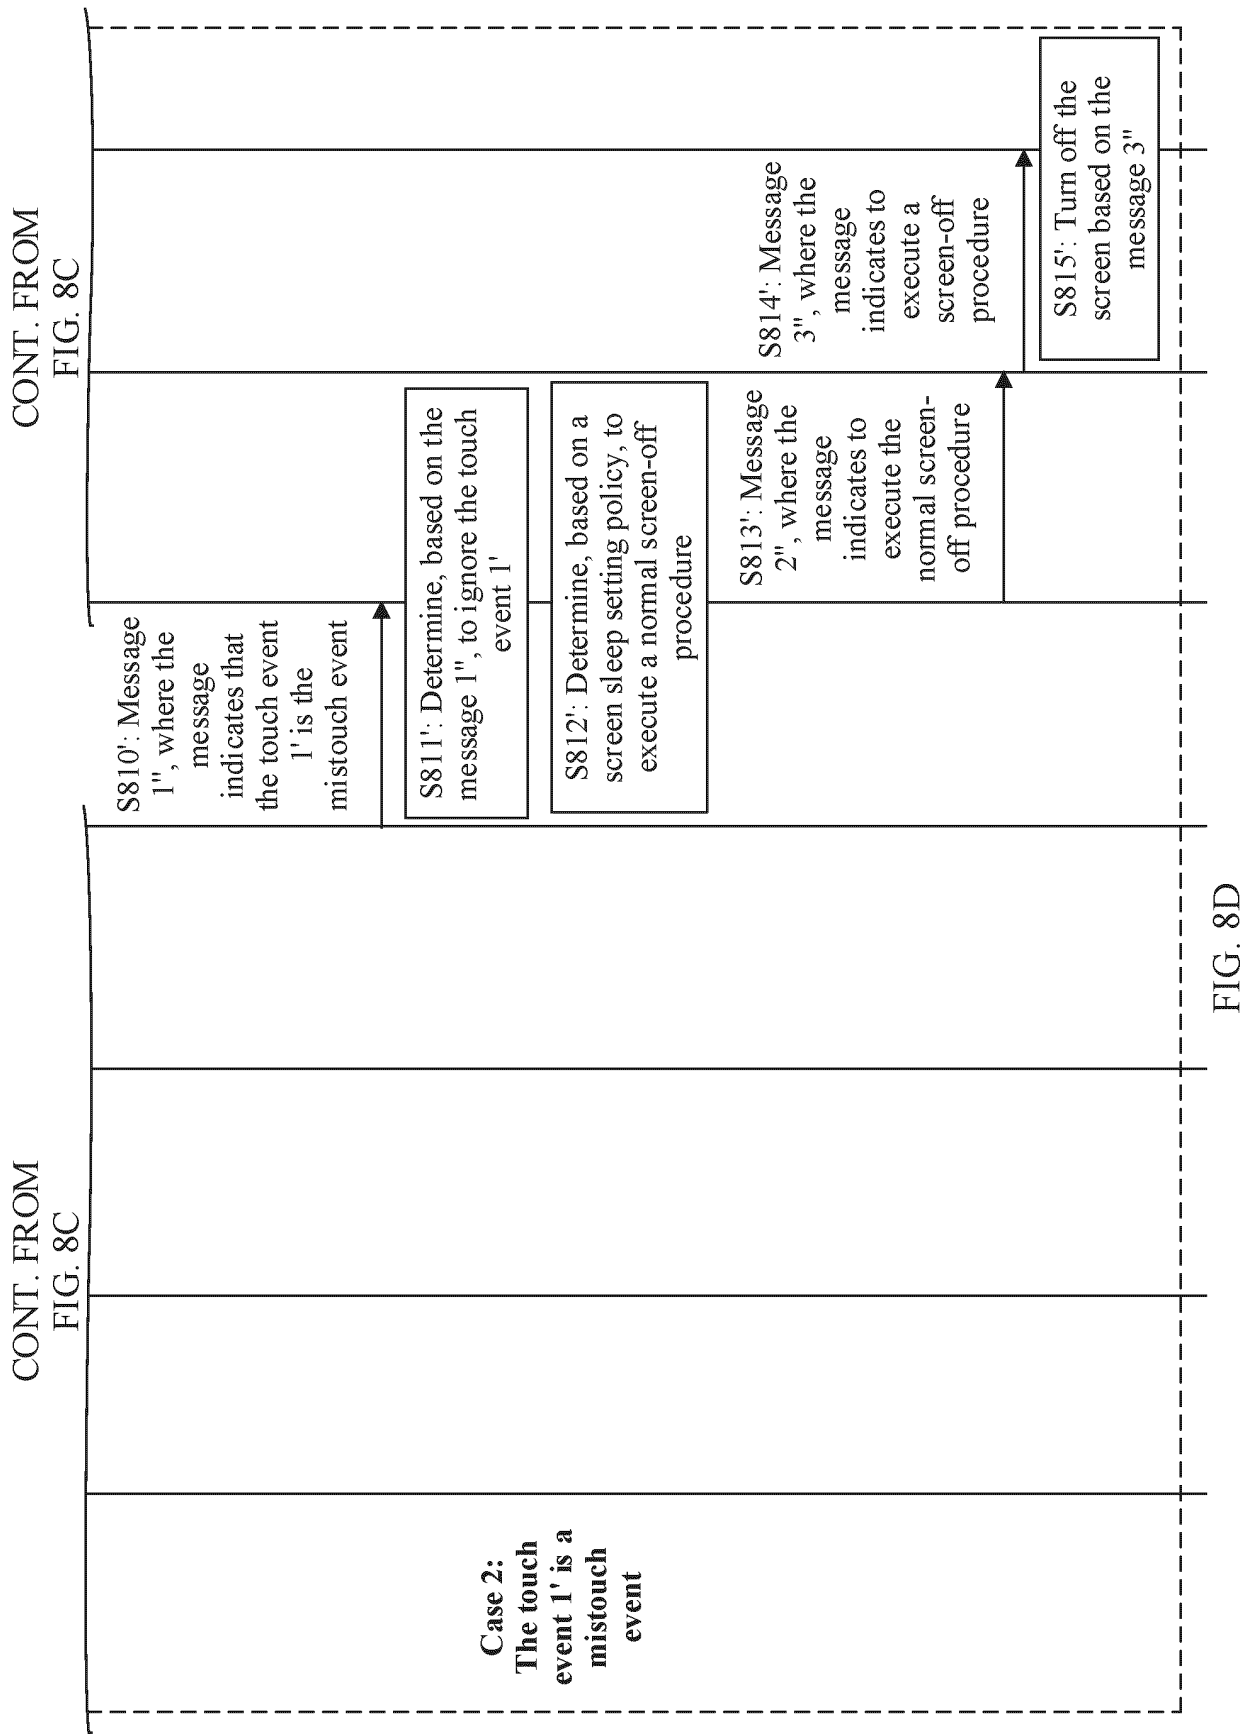 CONT. FROM
FIG. 8C
CONT. FROM
FIG. 8C
Case 2:
The touch
event 1' is a
mistouch
event
S810': Message
1", where the
message
indicates that
the touch event
1' is the
mistouch event
S811': Determine, based on the
message 1", to ignore the touch
event 1'
S812': Determine, based on a
screen sleep setting policy, to
execute a normal screen-off
procedure
S813': Message
2", where the
message
indicates to
execute the
normal screen-
off procedure
S814': Message
3", where the
message
indicates to
execute a
screen-off
procedure
S815': Turn off the
screen based on the
message 3"
FIG. 8D